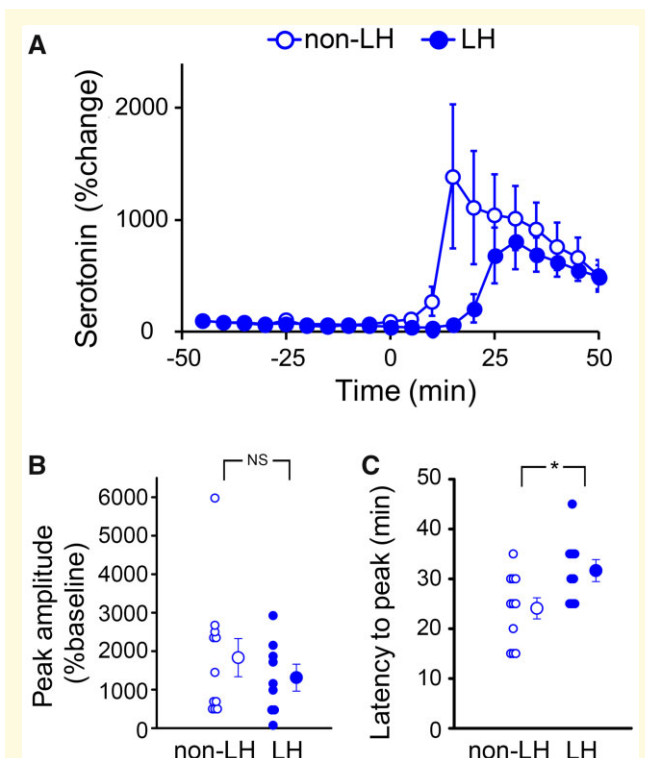 A
non-LH LH
Serotonin (%change)
2000
1000
0
-50 -25 0 25 50
Time (min)
B
NS
Peak amplitude
(%baseline)
6000
5000
4000
3000
2000
1000
0
non-LH LH
C
*
Latency to peak (min)
50
40
30
20
10
0
non-LH LH